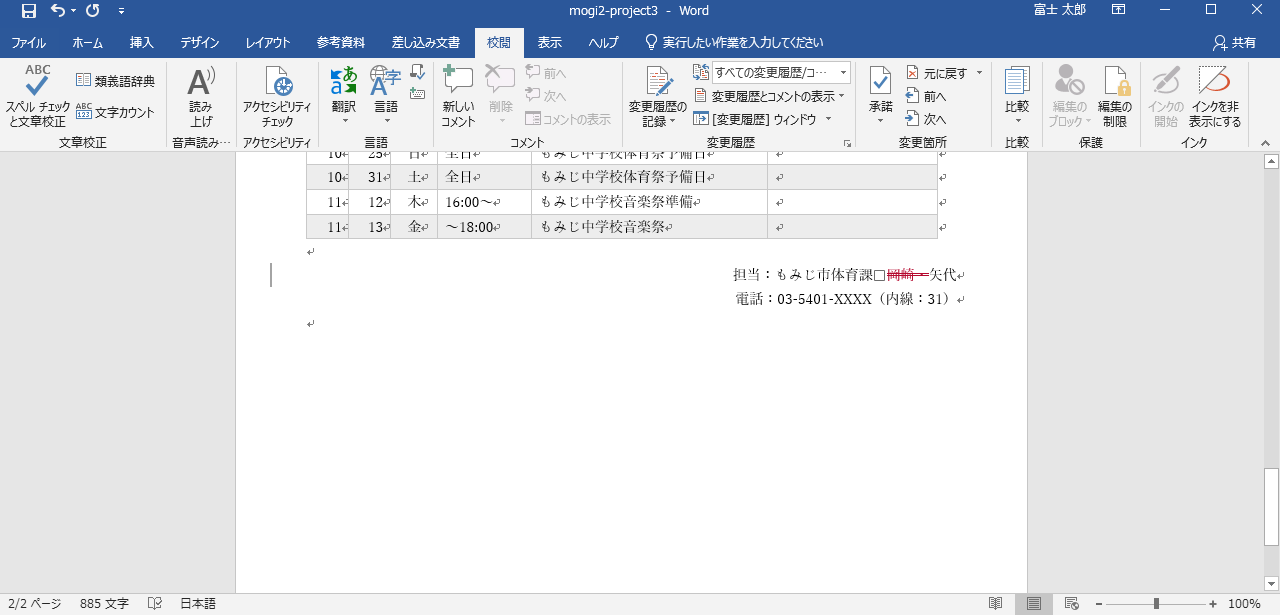 mogi2-project3 - Word
富士 太郎
ファイル ホーム 挿入 デザイン レイアウト 参考資料 差し込み文書 校閲 表示 ヘルプ 実行したい作業を入力してください 共有
ABC
スペル チェックと文章校正
類義語辞典
ABC 123 文字カウント
文章校正
読み上げ
音声読み…
アクセシビリティ チェック
アクセシビリティ
翻訳
言語
言語
新しいコメント
削除
前へ
次へ
コメントの表示
コメント
変更履歴の記録
すべての変更履歴/コ…
変更履歴とコメントの表示
[変更履歴] ウィンドウ
変更履歴
承諾
元に戻す
前へ
次へ
変更箇所
比較
比較
編集のブロック
編集の制限
保護
インクの開始
インクを非表示にする
インク
10 25 日 全日 もみじ中学校体育祭予備日
10 31 土 全日 もみじ中学校体育祭予備日
11 12 木 16:00～ もみじ中学校音楽祭準備
11 13 金 ～18:00 もみじ中学校音楽祭
担当：もみじ市体育課□岡崎・矢代
電話：03-5401-XXXX（内線：31）
2/2 ページ 885 文字 日本語 100%